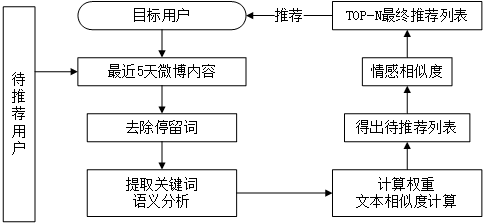 目标用户
推荐
TOP-N最终推荐列表
待推荐用户
最近5天微博内容
情感相似度
去除停留词
得出待推荐列表
提取关键词
语义分析
计算权重
文本相似度计算